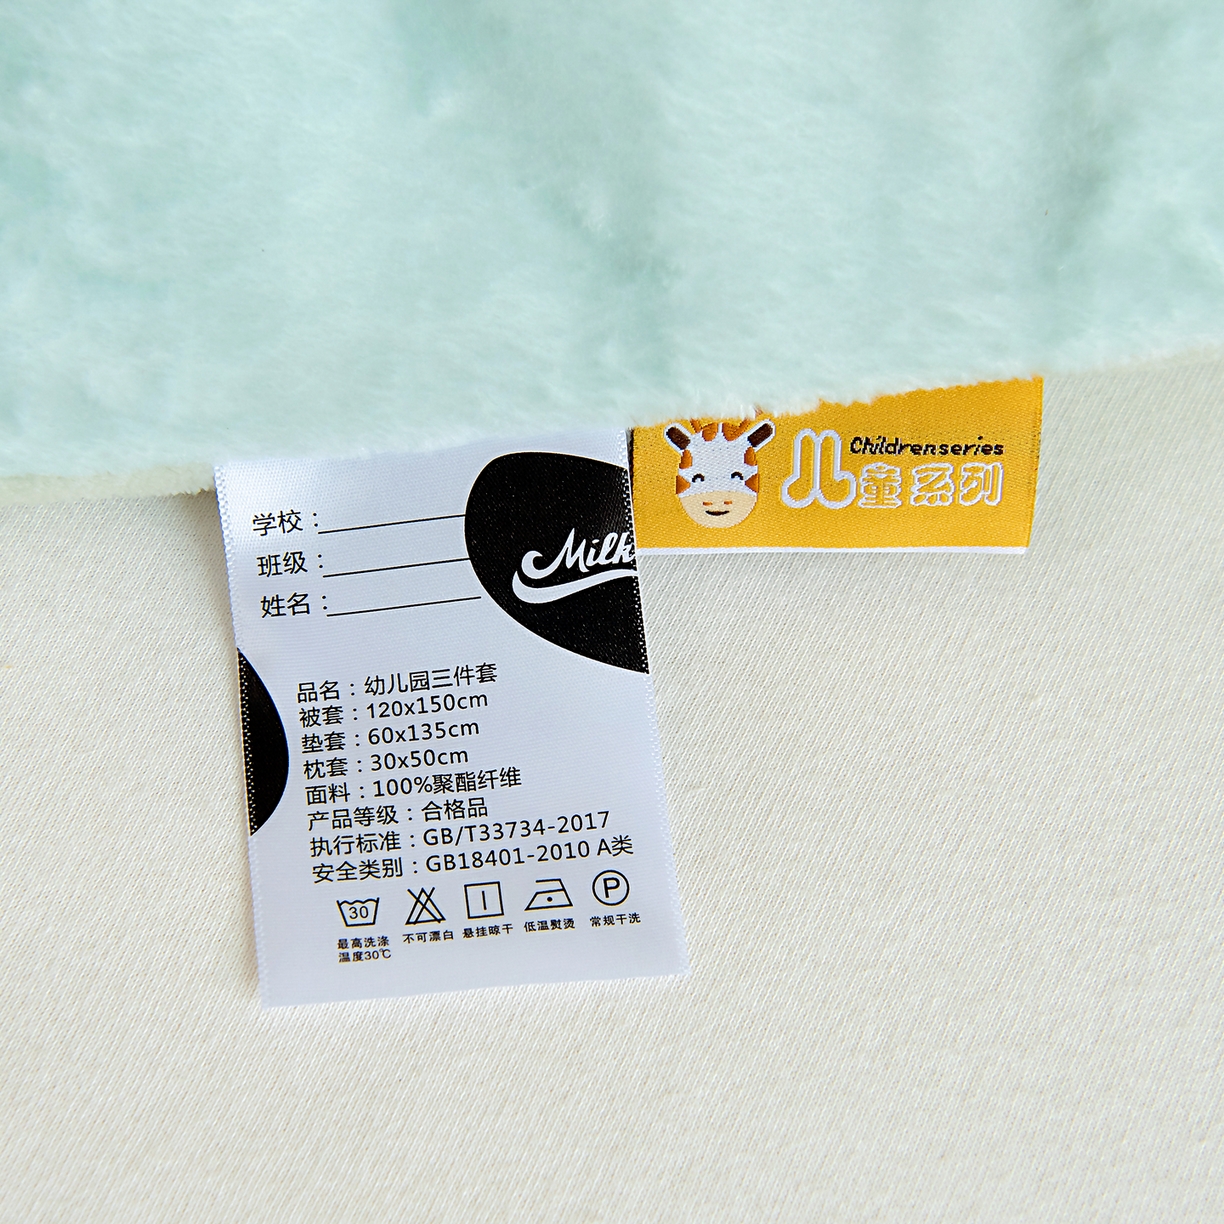 学校：
班级：
姓名：
Milk
品名：幼儿园三件套
被套：120x150cm
垫套：60x135cm
枕套：30x50cm
面料：100%聚酯纤维
产品等级：合格品
执行标准：GB/T33734-2017
安全类别：GB18401-2010 A类
30
P
最高洗涤
温度30℃
不可漂白
悬挂晾干
低温熨烫
常规干洗
Childrenseries
儿童系列